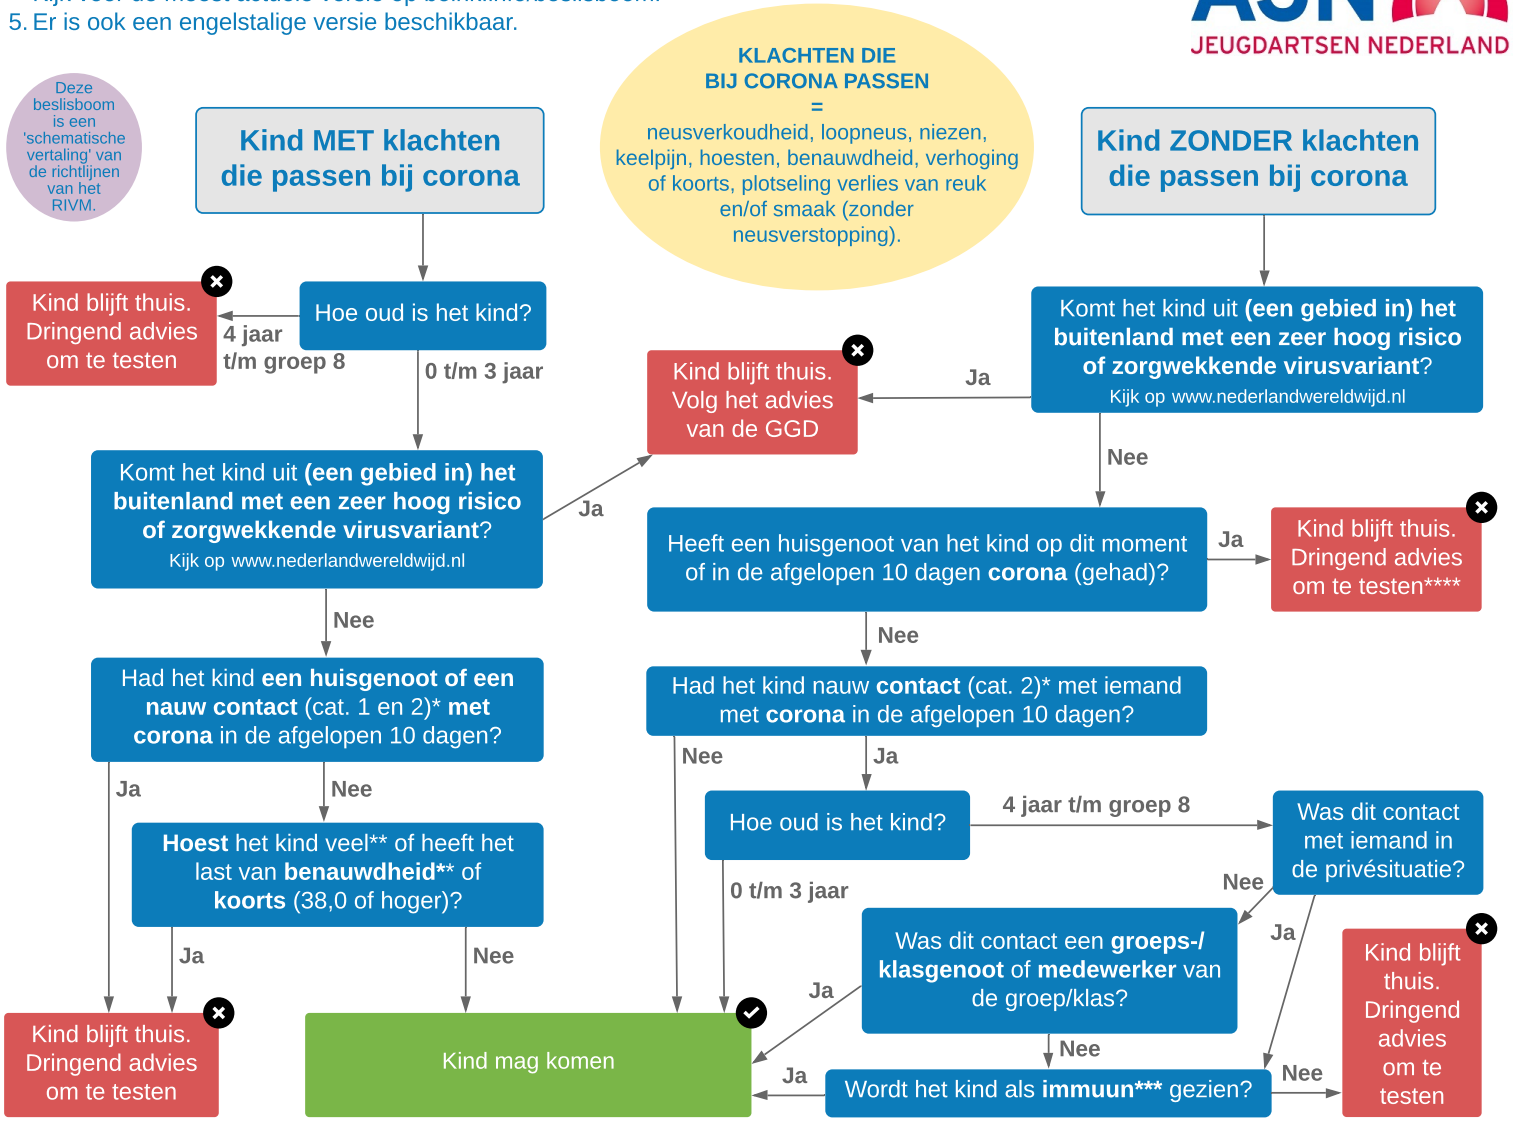 5. Er is ook een engelstalige versie beschikbaar.
JEUGDARTSEN NEDERLAND
Deze
beslisboom
is een
'schematische
vertaling' van
de richtlijnen
van het
RIVM.
Kind MET klachten
die passen bij corona
KLACHTEN DIE
BIJ CORONA PASSEN
=
neusverkoudheid, loopneus, niezen,
keelpijn, hoesten, benauwdheid, verhoging
of koorts, plotseling verlies van reuk
en/of smaak (zonder
neusverstopping).
Kind ZONDER klachten
die passen bij corona
Kind blijft thuis.
Dringend advies
om te testen
4 jaar
t/m groep 8
Hoe oud is het kind?
0 t/m 3 jaar
Komt het kind uit (een gebied in) het
buitenland met een zeer hoog risico
of zorgwekkende virusvariant?
Kijk op www.nederlandwereldwijd.nl
Ja
Kind blijft thuis.
Volg het advies
van de GGD
Ja
Komt het kind uit (een gebied in) het
buitenland met een zeer hoog risico
of zorgwekkende virusvariant?
Kijk op www.nederlandwereldwijd.nl
Nee
Heeft een huisgenoot van het kind op dit moment
of in de afgelopen 10 dagen corona (gehad)?
Ja
Kind blijft thuis.
Dringend advies
om te testen****
Nee
Had het kind een huisgenoot of een
nauw contact (cat. 1 en 2)* met
corona in de afgelopen 10 dagen?
Nee
Had het kind nauw contact (cat. 2)* met iemand
met corona in de afgelopen 10 dagen?
Ja
Nee
Hoest het kind veel** of heeft het
last van benauwdheid** of
koorts (38,0 of hoger)?
Ja
Nee
Nee
Ja
Hoe oud is het kind?
4 jaar t/m groep 8
Was dit contact
met iemand in
de privésituatie?
0 t/m 3 jaar
Nee
Ja
Was dit contact een groeps-/
klasgenoot of medewerker van
de groep/klas?
Ja
Nee
Kind blijft thuis.
Dringend advies
om te testen
Kind mag komen
Ja
Wordt het kind als immuun*** gezien?
Nee
Kind blijft
thuis.
Dringend
advies
om te
testen